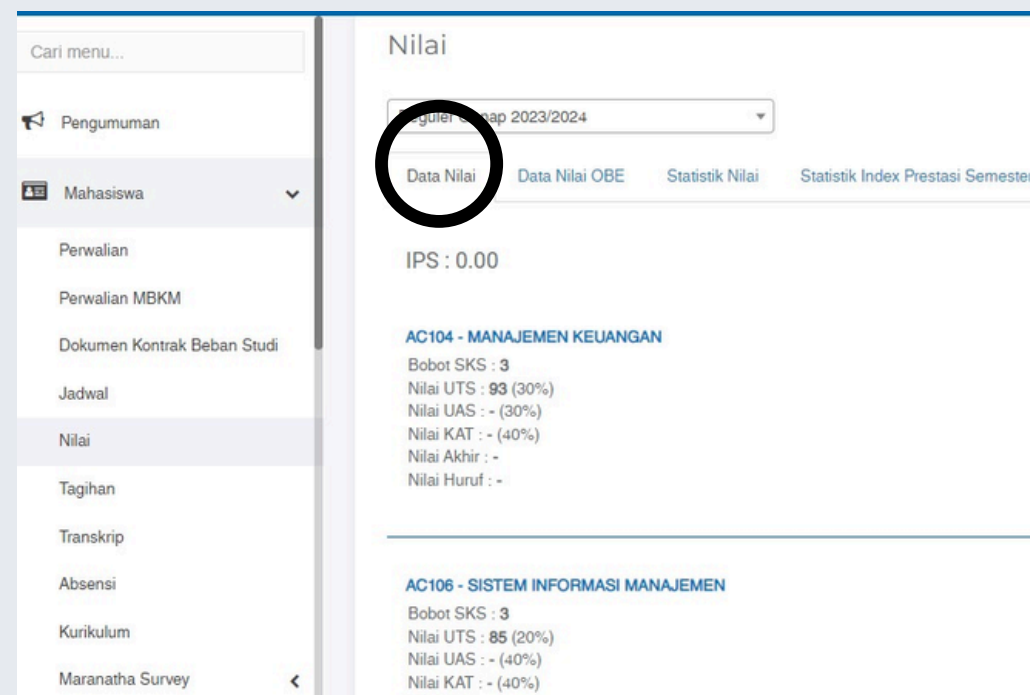 Cari menu...
Pengumuman
Mahasiswa
Perwalian
Perwalian MBKM
Dokumen Kontrak Beban Studi
Jadwal
Nilai
Tagihan
Transkrip
Absensi
Kurikulum
Maranatha Survey
Nilai
2023/2024
Data Nilai
Data Nilai OBE
Statistik Nilai
Statistik Index Prestasi Semester
IPS : 0.00
AC104 - MANAJEMEN KEUANGAN
Bobot SKS : 3
Nilai UTS : 93 (30%)
Nilai UAS : - (30%)
Nilai KAT : - (40%)
Nilai Akhir : -
Nilai Huruf : -
AC106 - SISTEM INFORMASI MANAJEMEN
Bobot SKS : 3
Nilai UTS : 85 (20%)
Nilai UAS : - (40%)
Nilai KAT : - (40%)